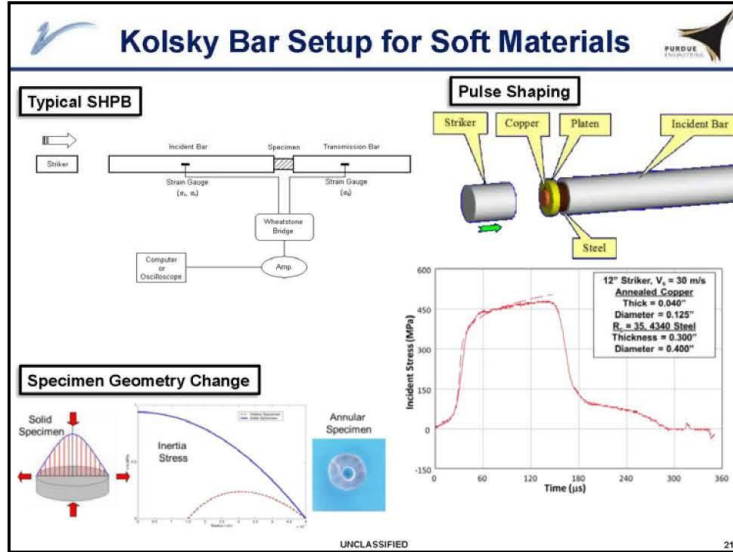 Kolsky Bar Setup for Soft Materials
PURDUE
ENGINEERING
Typical SHPB
Striker
Incident Bar
Specimen
Transmission Bar
Strain Gauge
Strain Gauge
Wheatstone
Bridge
Amp.
Computer
or
Oscilloscope
Pulse Shaping
Striker
Copper
Platen
Incident Bar
Steel
600
450
300
150
0
-150
Incident Stress (MPa)
0
60
120
180
240
300
360
Time (μs)
12" Striker, Vₛ = 30 m/s
Annealed Copper
Thick = 0.040"
Diameter = 0.125"
R꜀ = 35, 4340 Steel
Thickness = 0.300"
Diameter = 0.400"
Specimen Geometry Change
Solid
Specimen
Inertia
Stress
Annular
Specimen
UNCLASSIFIED
21